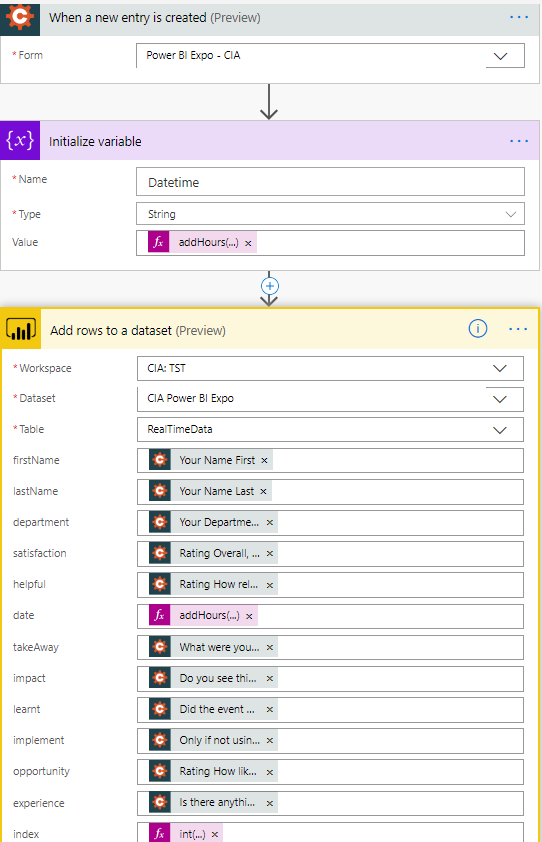 When a new entry is created (Preview)
* Form Power BI Expo - CIA
{x} Initialize variable
* Name Datetime
* Type String
Value fx addHours(...) ×
Add rows to a dataset (Preview)
* Workspace CIA: TST
* Dataset CIA Power BI Expo
* Table RealTimeData
firstName Your Name First ×
lastName Your Name Last ×
department Your Departme... ×
satisfaction Rating Overall, ... ×
helpful Rating How rel... ×
date fx addHours(...) ×
takeAway What were you... ×
impact Do you see thi... ×
learnt Did the event ... ×
implement Only if not usin... ×
opportunity Rating How lik... ×
experience Is there anythi... ×
index fx int(...) ×